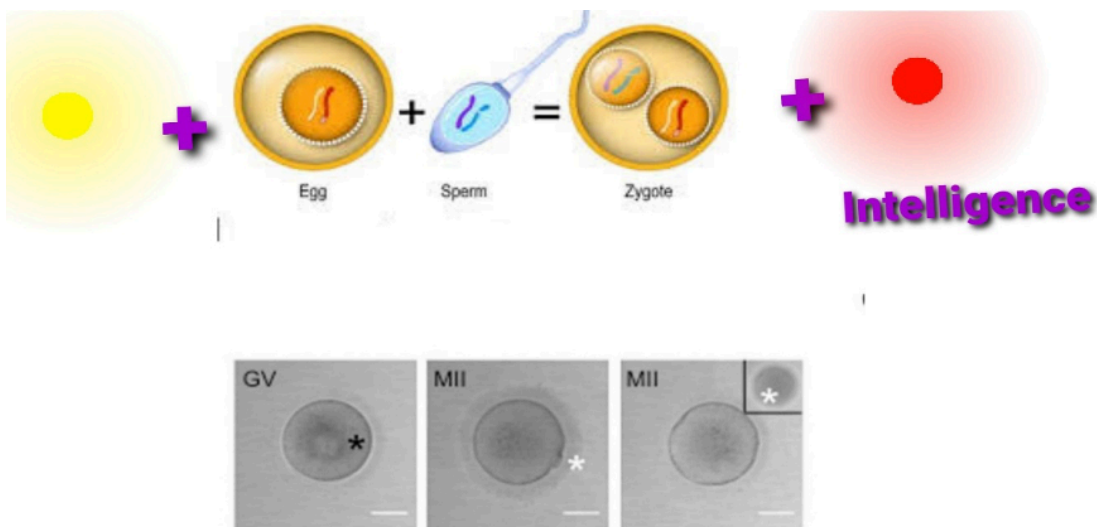 + + = +
Egg Sperm Zygote
Intelligence
GV MII MII
* * *